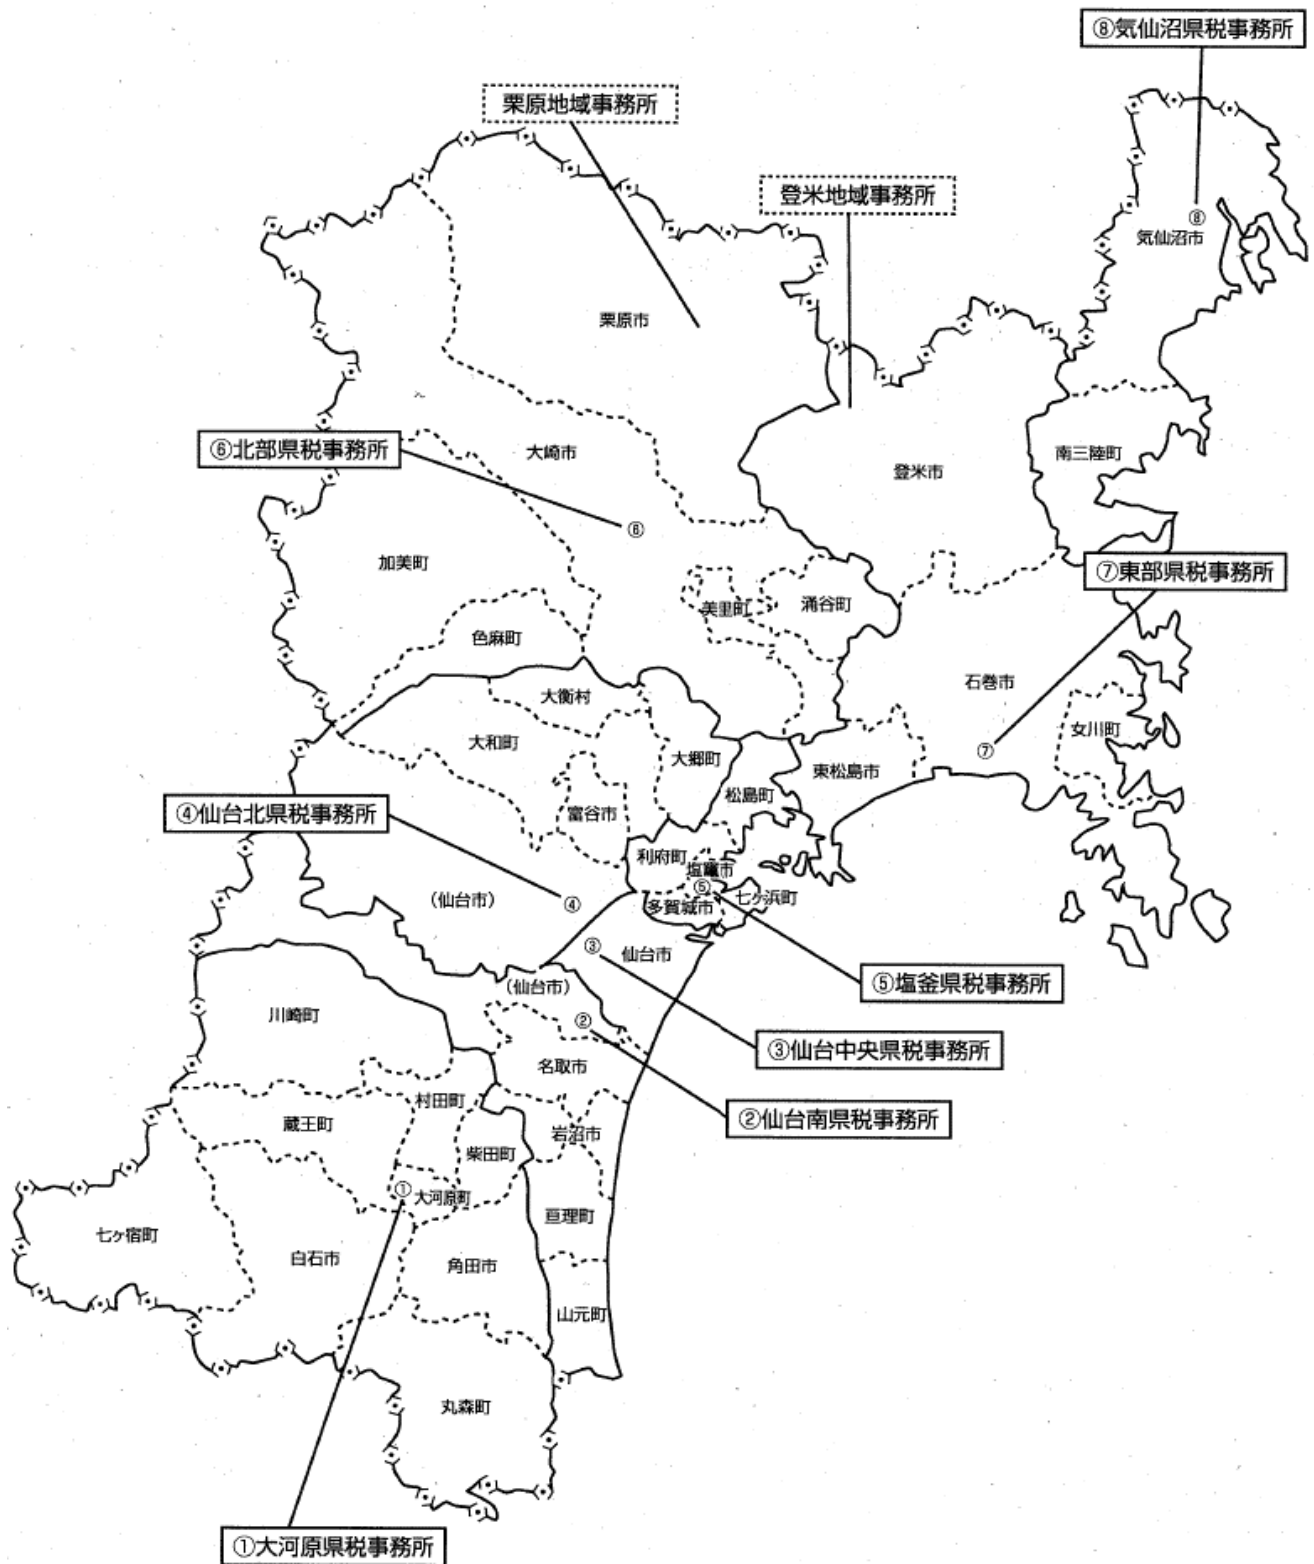 ⑧気仙沼県税事務所
栗原地域事務所
登米地域事務所
⑧
気仙沼市
栗原市
⑥北部県税事務所
大崎市
南三陸町
登米市
⑥
加美町
⑦東部県税事務所
美里町
涌谷町
色麻町
石巻市
大衡村
女川町
大和町
⑦
大郷町
東松島市
松島町
④仙台北県税事務所
富谷市
利府町
塩竈市
⑤
(仙台市)
④
多賀城市
七ヶ浜町
③
仙台市
⑤塩釜県税事務所
(仙台市)
川崎町
②
③仙台中央県税事務所
名取市
村田町
②仙台南県税事務所
蔵王町
岩沼市
柴田町
①
大河原町
亘理町
七ヶ宿町
白石市
角田市
山元町
丸森町
①大河原県税事務所